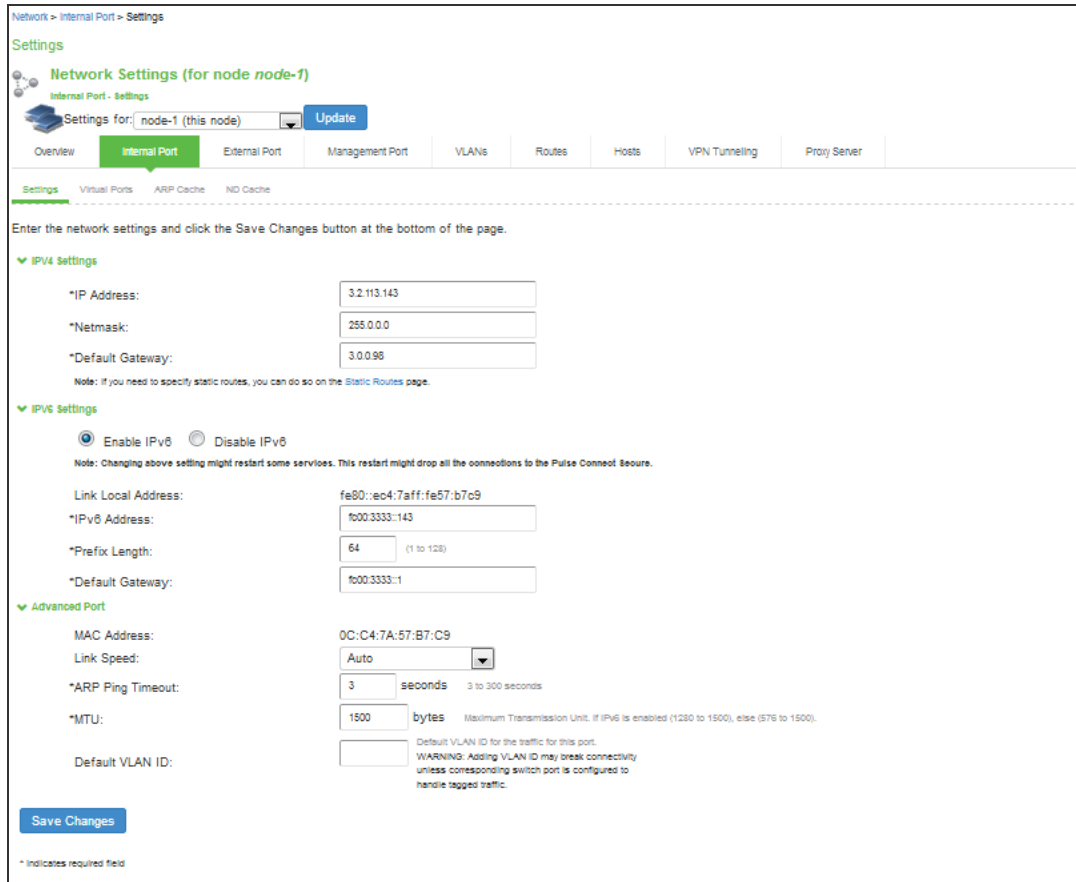 Network > Internal Port > Settings
Settings
Network Settings (for node node-1)
Internal Port - Settings
Settings for: node-1 (this node) Update
Overview Internal Port External Port Management Port VLANs Routes Hosts VPN Tunneling Proxy Server
Settings Virtual Ports ARP Cache ND Cache
Enter the network settings and click the Save Changes button at the bottom of the page.
IPV4 Settings
*IP Address: 3.2.113.143
*Netmask: 255.0.0.0
*Default Gateway: 3.0.0.98
Note: If you need to specify static routes, you can do so on the Static Routes page.
IPV6 Settings
Enable IPv6 Disable IPv6
Note: Changing above setting might restart some services. This restart might drop all the connections to the Pulse Connect Secure.
Link Local Address: fe80::ec4:7aff:fe57:b7c9
*IPv6 Address: fc00:3333::143
*Prefix Length: 64 (1 to 128)
*Default Gateway: fc00:3333::1
Advanced Port
MAC Address: 0C:C4:7A:57:B7:C9
Link Speed: Auto
*ARP Ping Timeout: 3 seconds 3 to 300 seconds
*MTU: 1500 bytes Maximum Transmission Unit. If IPv6 is enabled (1280 to 1500), else (576 to 1500).
Default VLAN ID: Default VLAN ID for the traffic for this port.
WARNING: Adding VLAN ID may break connectivity
unless corresponding switch port is configured to
handle tagged traffic.
Save Changes
* indicates required field